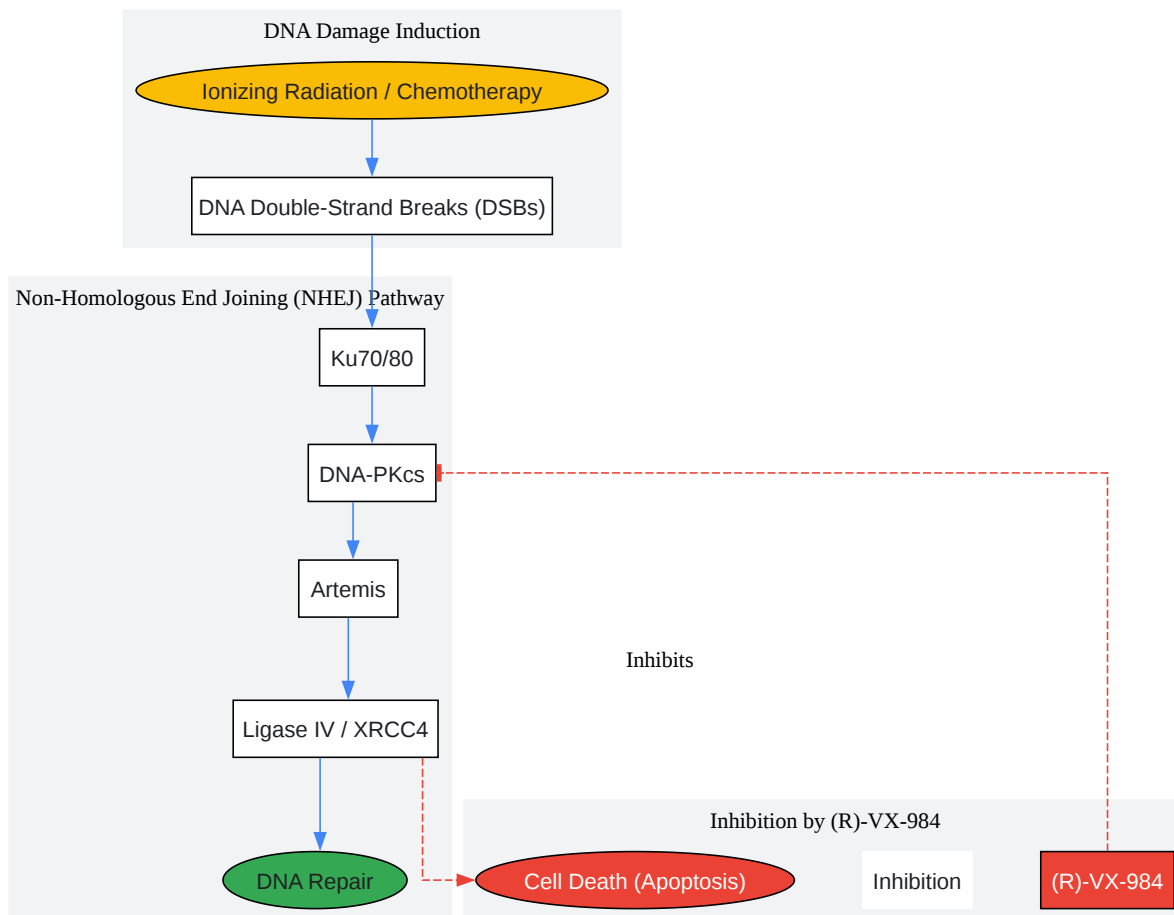 DNA Damage Induction
Ionizing Radiation / Chemotherapy
DNA Double-Strand Breaks (DSBs)
Non-Homologous End Joining (NHEJ) Pathway
Ku70/80
DNA-PKcs
Artemis
Inhibits
Ligase IV / XRCC4
Inhibition by (R)-VX-984
DNA Repair
Cell Death (Apoptosis)
Inhibition
(R)-VX-984